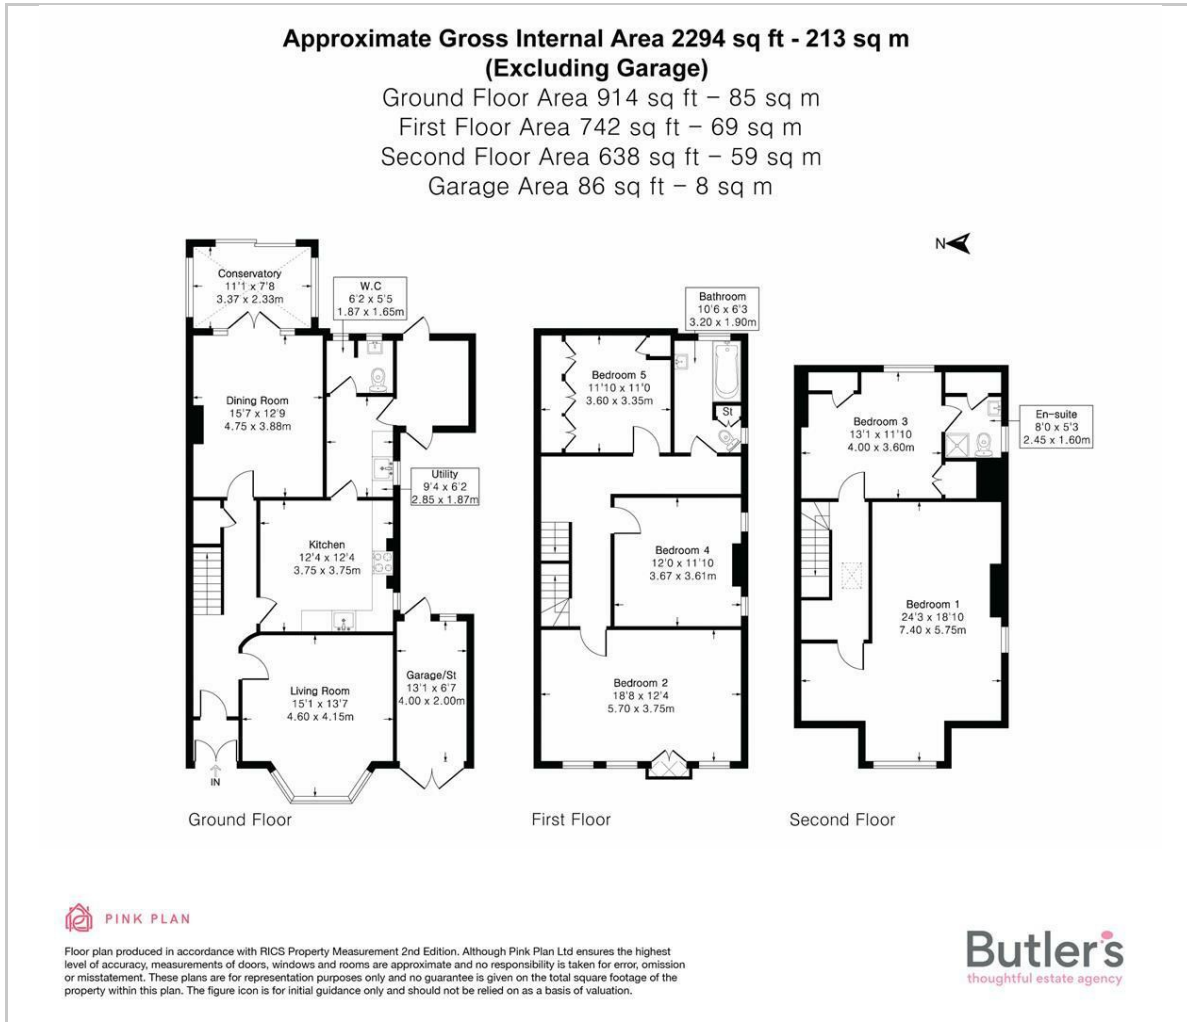 Approximate Gross Internal Area 2294 sq ft - 213 sq m
(Excluding Garage)
Ground Floor Area 914 sq ft – 85 sq m
First Floor Area 742 sq ft – 69 sq m
Second Floor Area 638 sq ft – 59 sq m
Garage Area 86 sq ft – 8 sq m
N
Conservatory
11'1 x 7'8
3.37 x 2.33m
W.C
6'2 x 5'5
1.87 x 1.65m
Dining Room
15'7 x 12'9
4.75 x 3.88m
Utility
9'4 x 6'2
2.85 x 1.87m
Kitchen
12'4 x 12'4
3.75 x 3.75m
Living Room
15'1 x 13'7
4.60 x 4.15m
Garage/St
13'1 x 6'7
4.00 x 2.00m
IN
Ground Floor
Bathroom
10'6 x 6'3
3.20 x 1.90m
Bedroom 5
11'10 x 11'0
3.60 x 3.35m
St
Bedroom 4
12'0 x 11'10
3.67 x 3.61m
Bedroom 2
18'8 x 12'4
5.70 x 3.75m
First Floor
Bedroom 3
13'1 x 11'10
4.00 x 3.60m
En-suite
8'0 x 5'3
2.45 x 1.60m
Bedroom 1
24'3 x 18'10
7.40 x 5.75m
Second Floor
PINK PLAN
Floor plan produced in accordance with RICS Property Measurement 2nd Edition. Although Pink Plan Ltd ensures the highest
level of accuracy, measurements of doors, windows and rooms are approximate and no responsibility is taken for error, omission
or misstatement. These plans are for representation purposes only and no guarantee is given on the total square footage of the
property within this plan. The figure icon is for initial guidance only and should not be relied on as a basis of valuation.
Butler's
thoughtful estate agency